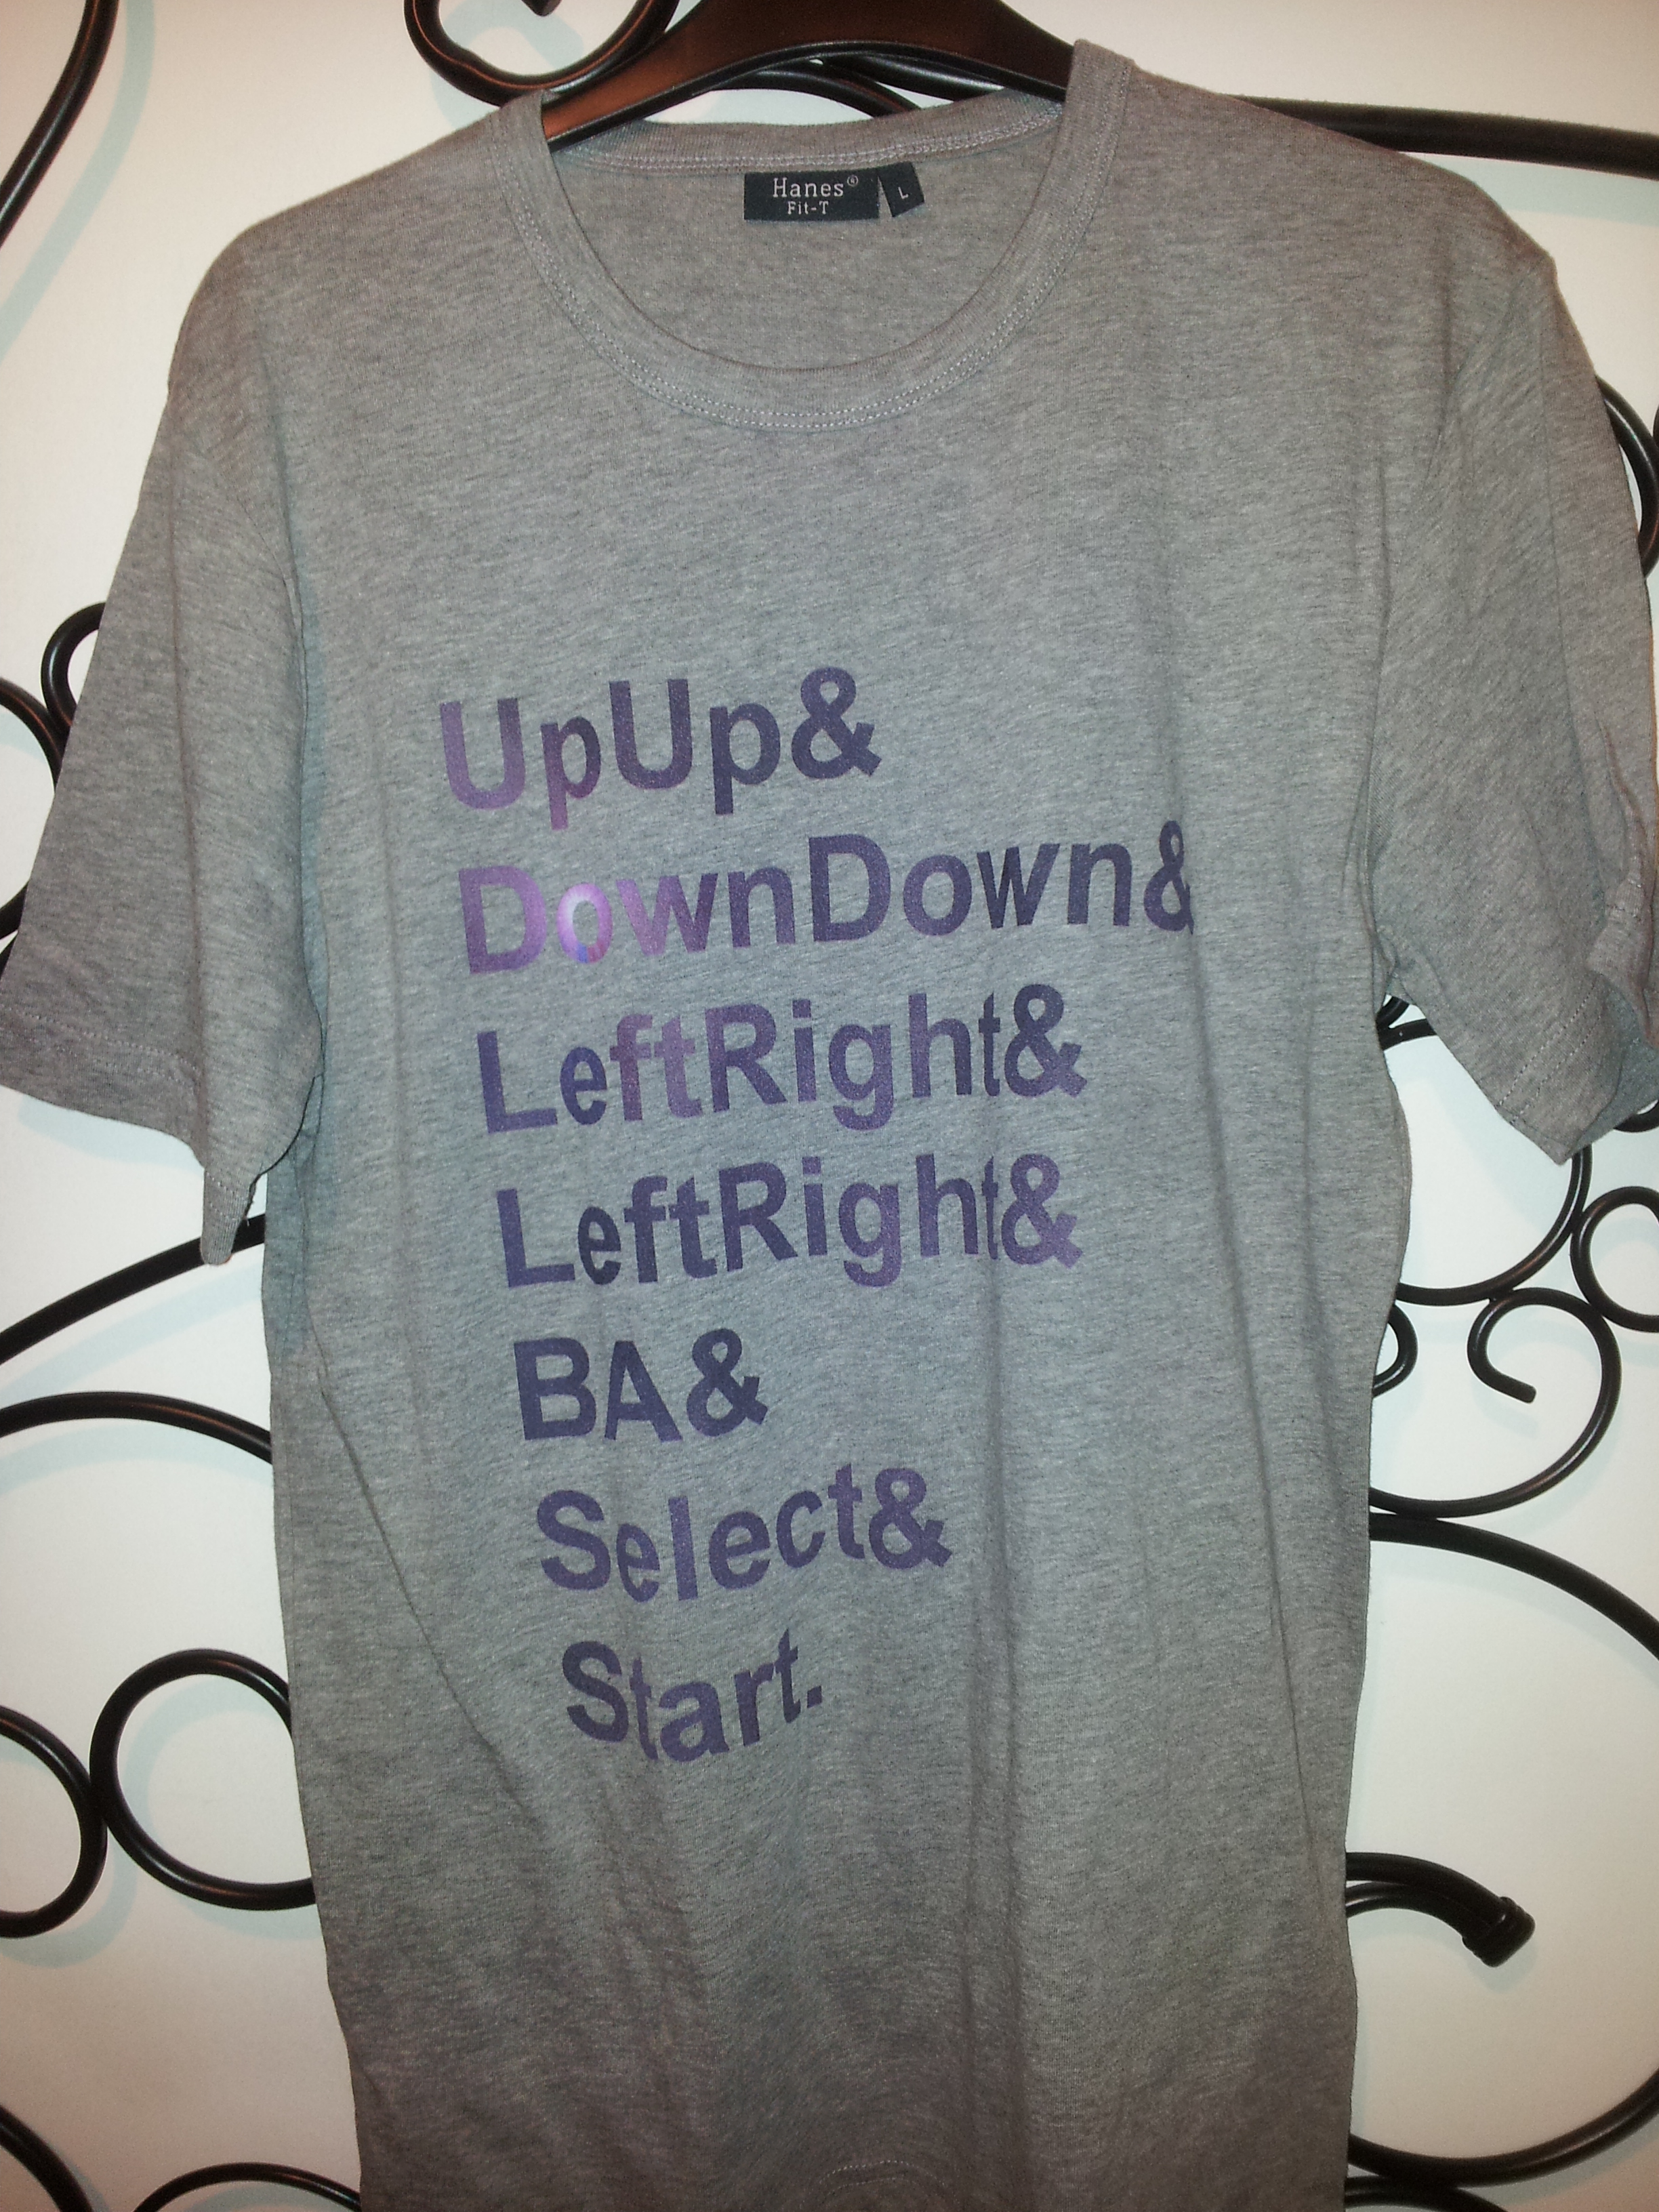 Hanes®
Fit-T
L
UpUp&
DownDown&
LeftRight&
LeftRight&
BA&
Select&
Start.